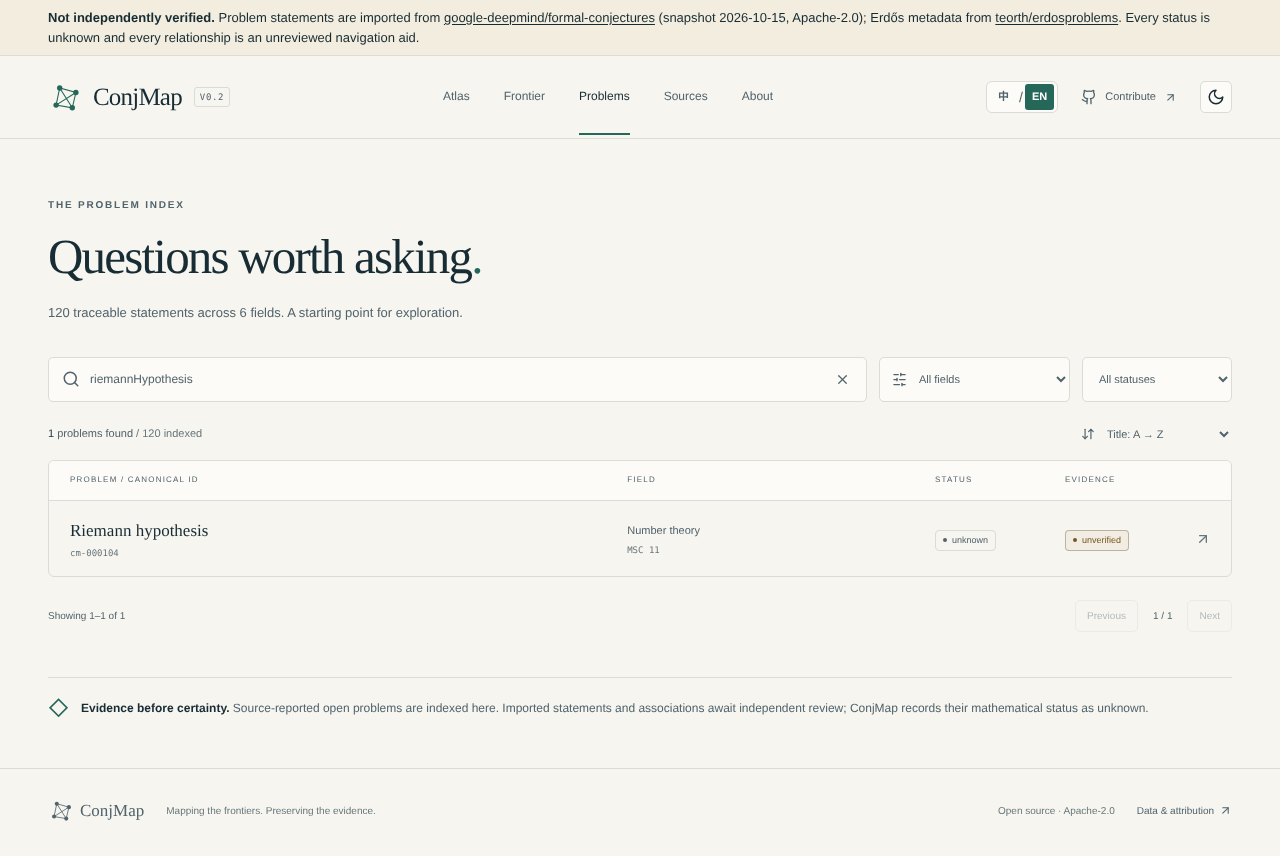 Not independently verified. Problem statements are imported from google-deepmind/formal-conjectures (snapshot 2026-10-15, Apache-2.0); Erdős metadata from teorth/erdosproblems. Every status is
unknown and every relationship is an unreviewed navigation aid.
ConjMap V0.2 Atlas Frontier Problems Sources About 中 / EN Contribute
THE PROBLEM INDEX
Questions worth asking.
120 traceable statements across 6 fields. A starting point for exploration.
riemannHypothesis All fields All statuses
1 problems found / 120 indexed Title: A → Z
PROBLEM / CANONICAL ID FIELD STATUS EVIDENCE
Riemann hypothesis Number theory unknown unverified
cm-000104 MSC 11
Showing 1–1 of 1 Previous 1 / 1 Next
Evidence before certainty. Source-reported open problems are indexed here. Imported statements and associations await independent review; ConjMap records their mathematical status as unknown.
ConjMap Mapping the frontiers. Preserving the evidence. Open source · Apache-2.0 Data & attribution